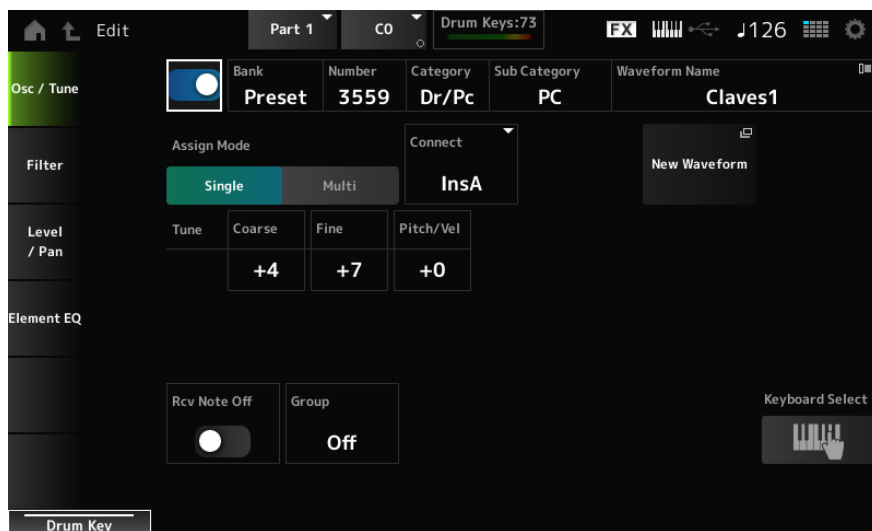 Edit
Part 1
C0
Drum Keys:73
FX
♩126
Osc / Tune
Filter
Level
/ Pan
Element EQ
Bank
Preset
Number
3559
Category
Dr/Pc
Sub Category
PC
Waveform Name
Claves1
Assign Mode
Single
Multi
Connect
InsA
New Waveform
Tune
Coarse
+4
Fine
+7
Pitch/Vel
+0
Rcv Note Off
Group
Off
Keyboard Select
Drum Key